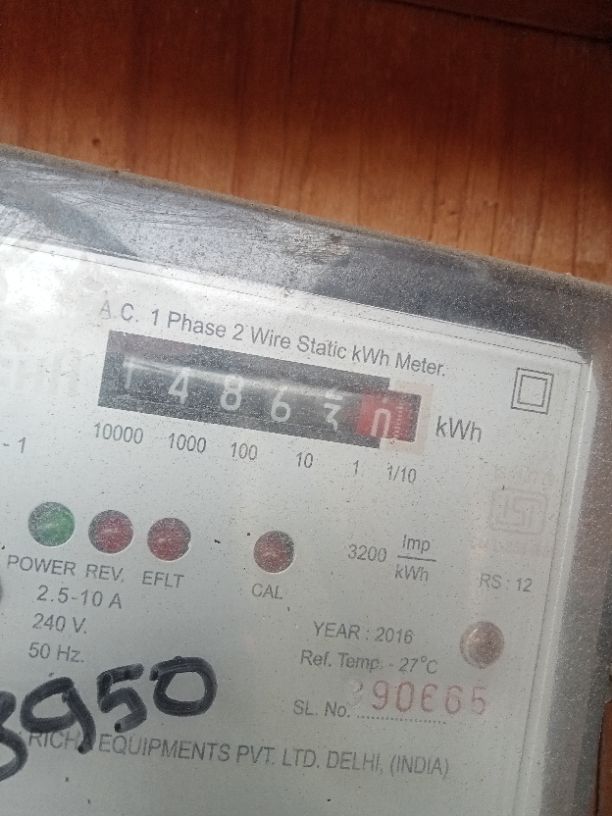 A.C. 1 Phase 2 Wire Static kWh Meter.
1 4 8 6 3 0 kWh
10000 1000 100 10 1 1/10
- 1
3200 Imp/kWh
POWER REV. EFLT CAL
RS : 12
2.5-10 A
240 V.
50 Hz.
YEAR : 2016
Ref. Temp. - 27°C
SL. No. 90665
3950
EQUIPMENTS PVT. LTD. DELHI, (INDIA)